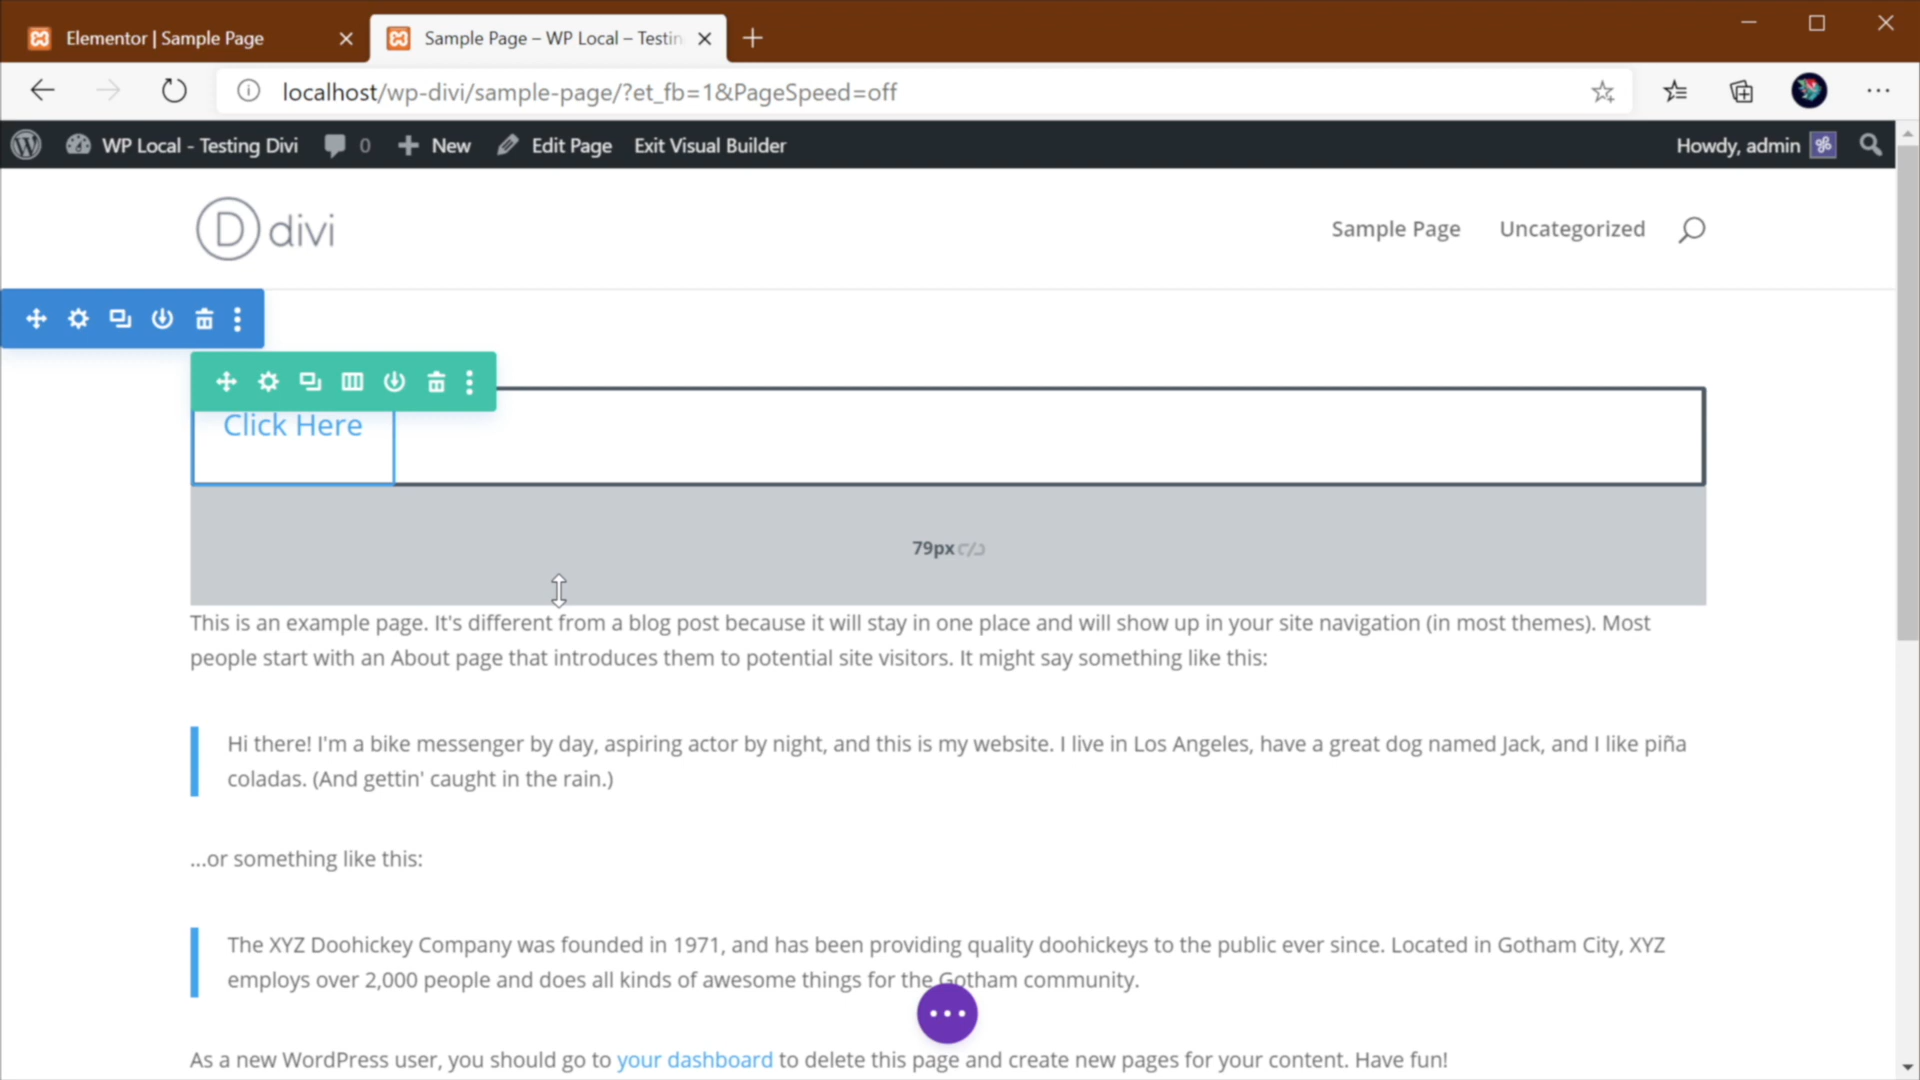 Elementor | Sample Page
Sample Page – WP Local – Testin
localhost/wp-divi/sample-page/?et_fb=1&PageSpeed=off
WP Local - Testing Divi 0 New Edit Page Exit Visual Builder Howdy, admin
D divi
Sample Page Uncategorized
Click Here
79px
This is an example page. It's different from a blog post because it will stay in one place and will show up in your site navigation (in most themes). Most
people start with an About page that introduces them to potential site visitors. It might say something like this:
Hi there! I'm a bike messenger by day, aspiring actor by night, and this is my website. I live in Los Angeles, have a great dog named Jack, and I like piña
coladas. (And gettin' caught in the rain.)
...or something like this:
The XYZ Doohickey Company was founded in 1971, and has been providing quality doohickeys to the public ever since. Located in Gotham City, XYZ
employs over 2,000 people and does all kinds of awesome things for the Gotham community.
As a new WordPress user, you should go to your dashboard to delete this page and create new pages for your content. Have fun!